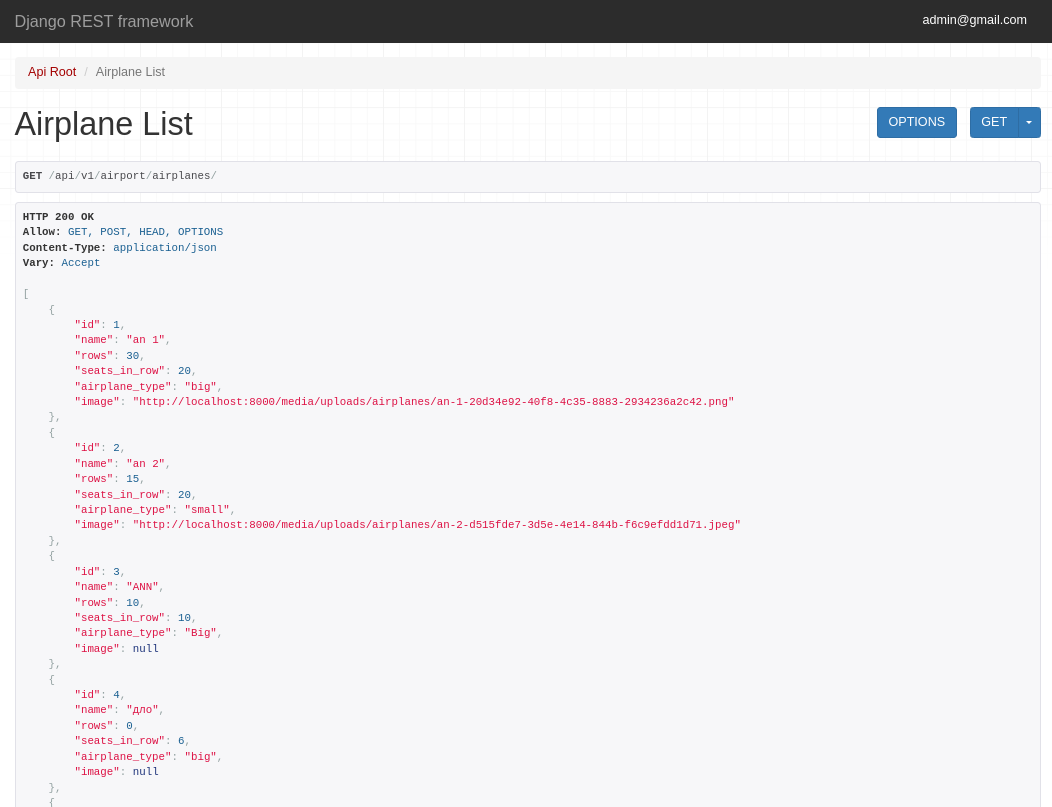 Django REST framework
admin@gmail.com
Api Root / Airplane List
Airplane List
OPTIONS
GET
GET /api/v1/airport/airplanes/
HTTP 200 OK
Allow: GET, POST, HEAD, OPTIONS
Content-Type: application/json
Vary: Accept
[
{
"id": 1,
"name": "an 1",
"rows": 30,
"seats_in_row": 20,
"airplane_type": "big",
"image": "http://localhost:8000/media/uploads/airplanes/an-1-20d34e92-40f8-4c35-8883-2934236a2c42.png"
},
{
"id": 2,
"name": "an 2",
"rows": 15,
"seats_in_row": 20,
"airplane_type": "small",
"image": "http://localhost:8000/media/uploads/airplanes/an-2-d515fde7-3d5e-4e14-844b-f6c9efdd1d71.jpeg"
},
{
"id": 3,
"name": "ANN",
"rows": 10,
"seats_in_row": 10,
"airplane_type": "Big",
"image": null
},
{
"id": 4,
"name": "дло",
"rows": 0,
"seats_in_row": 6,
"airplane_type": "big",
"image": null
},
{